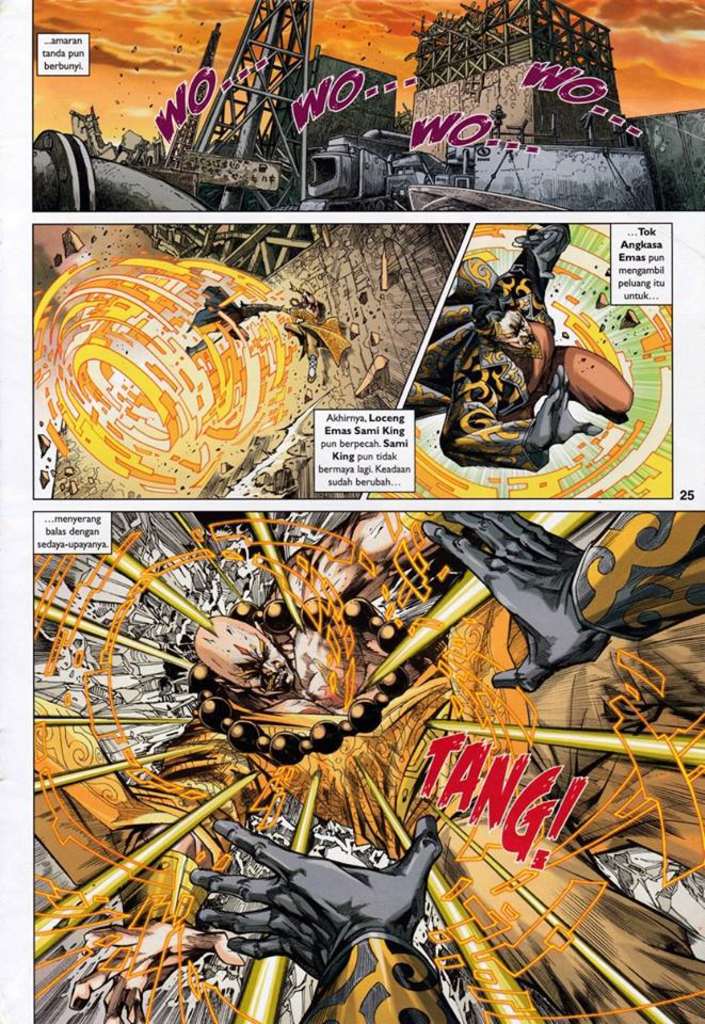 ...amaran
tanda pun
berbunyi.
WO...
WO...
WO...
WO...
Akhirnya, Loceng
Emas Sami King
pun berpecah. Sami
King pun tidak
bermaya lagi. Keadaan
sudah berubah...
...Tok
Angkasa
Emas pun
mengambil
peluang itu
untuk...
25
...menyerang
balas dengan
sedaya-upayanya.
TANG!